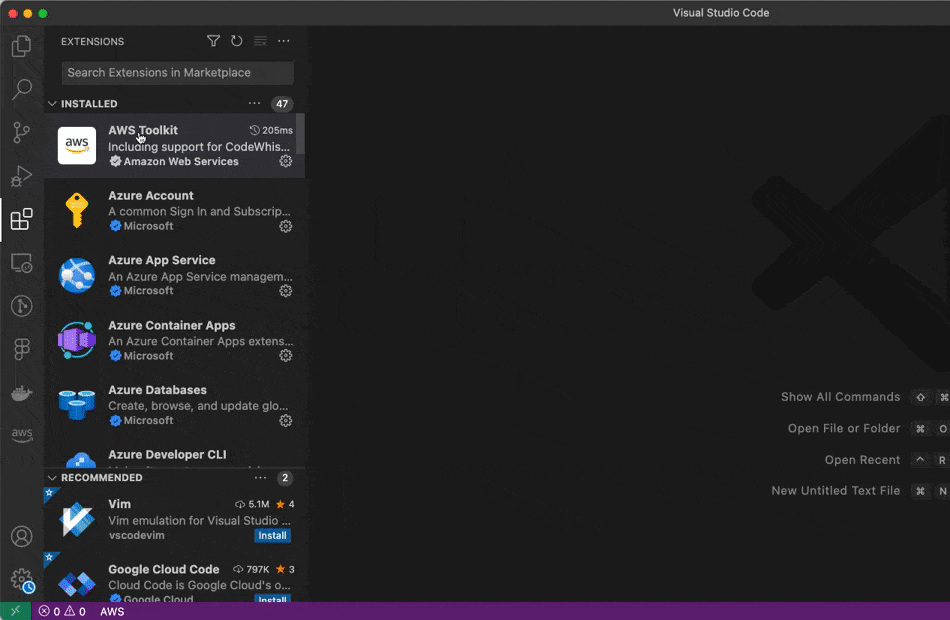 Visual Studio Code
EXTENSIONS
Search Extensions in Marketplace
INSTALLED
47
aws
AWS Toolkit
205ms
Including support for CodeWhis...
Amazon Web Services
Azure Account
A common Sign In and Subscrip...
Microsoft
Azure App Service
An Azure App Service managem...
Microsoft
Azure Container Apps
An Azure Container Apps extens...
Microsoft
Azure Databases
Create, browse, and update glo...
Microsoft
Azure Developer CLI
RECOMMENDED
2
Vim
5.1M
4
Vim emulation for Visual Studio ...
vscodevim
Install
Google Cloud Code
797K
3
Cloud Code is Google Cloud's o...
Google Cloud
Install
aws
Show All Commands ⇧ ⌘
Open File or Folder ⌘ O
Open Recent ^ R
New Untitled Text File ⌘ N
0 0 AWS